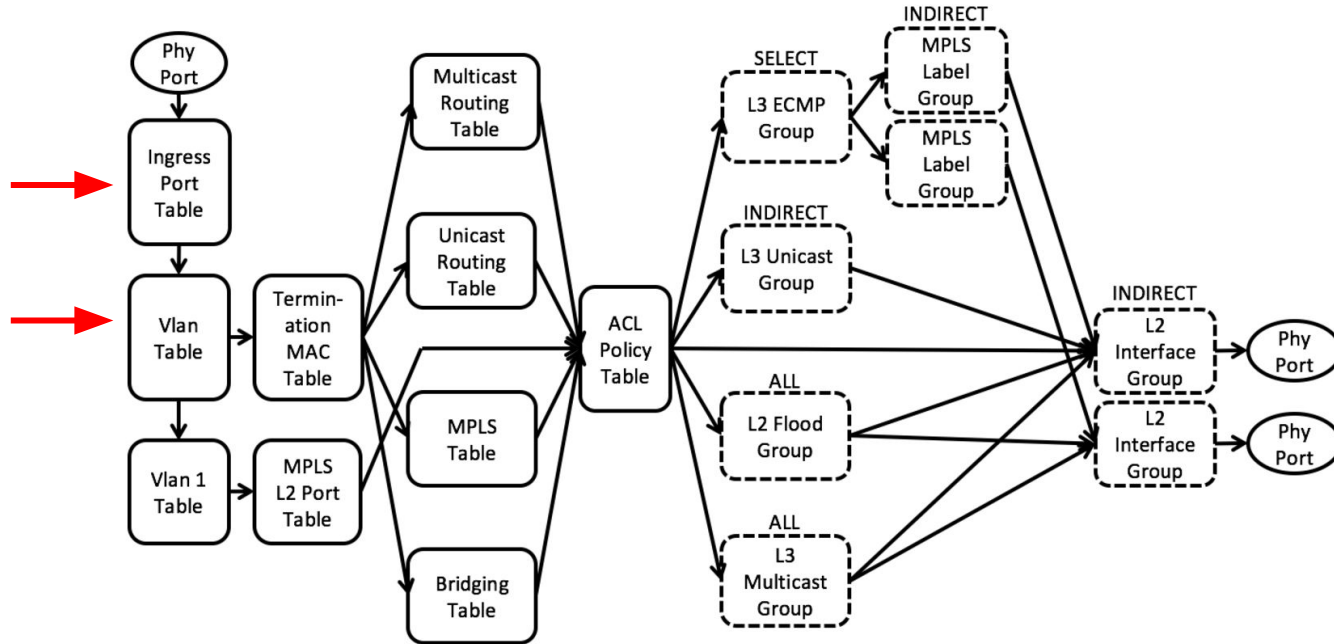 Phy
Port
Ingress
Port
Table
Vlan
Table
Vlan 1
Table
Termin-
ation
MAC
Table
MPLS
L2 Port
Table
Multicast
Routing
Table
Unicast
Routing
Table
MPLS
Table
Bridging
Table
ACL
Policy
Table
SELECT
L3 ECMP
Group
INDIRECT
MPLS
Label
Group
MPLS
Label
Group
INDIRECT
L3 Unicast
Group
ALL
L2 Flood
Group
ALL
L3
Multicast
Group
INDIRECT
L2
Interface
Group
L2
Interface
Group
Phy
Port
Phy
Port